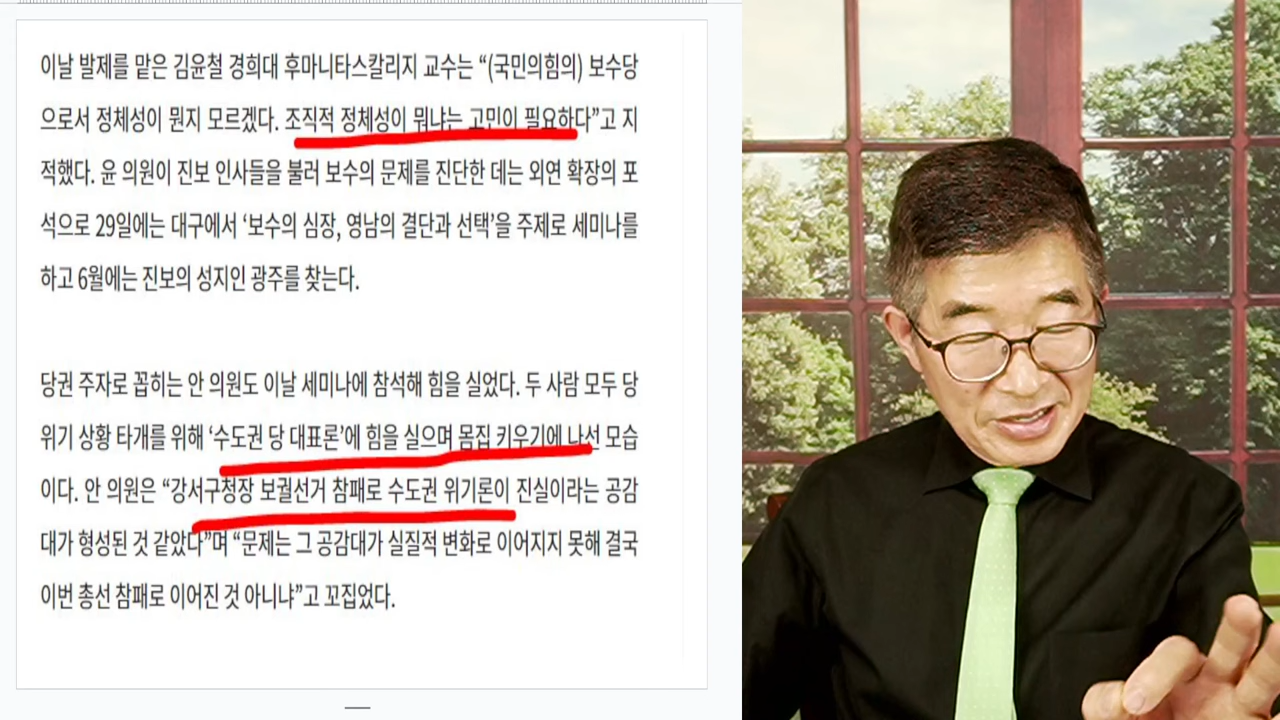 이날 발제를 맡은 김윤철 경희대 후마니타스칼리지 교수는 “(국민의힘의) 보수당
으로서 정체성이 뭔지 모르겠다. 조직적 정체성이 뭐냐는 고민이 필요하다”고 지
적했다. 윤 의원이 진보 인사들을 불러 보수의 문제를 진단한 데는 외연 확장의 포
석으로 29일에는 대구에서 ‘보수의 심장, 영남의 결단과 선택’을 주제로 세미나를
하고 6월에는 진보의 성지인 광주를 찾는다.
당권 주자로 꼽히는 안 의원도 이날 세미나에 참석해 힘을 실었다. 두 사람 모두 당
위기 상황 타개를 위해 ‘수도권 당 대표론’에 힘을 실으며 몸집 키우기에 나선 모습
이다. 안 의원은 “강서구청장 보궐선거 참패로 수도권 위기론이 진실이라는 공감
대가 형성된 것 같았다”며 “문제는 그 공감대가 실질적 변화로 이어지지 못해 결국
이번 총선 참패로 이어진 것 아니냐”고 꼬집었다.